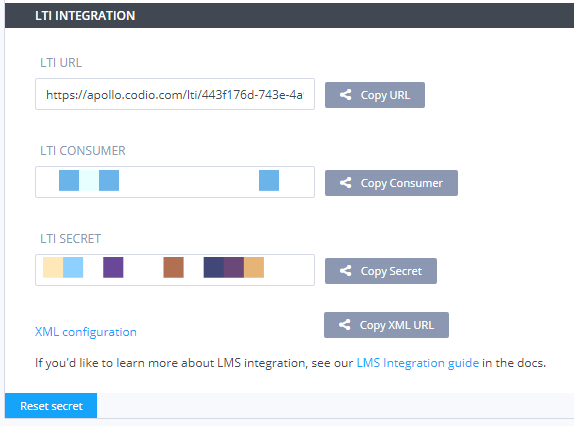 LTI INTEGRATION
LTI URL
https://apollo.codio.com/lti/443f176d-743e-4a
Copy URL
LTI CONSUMER
Copy Consumer
LTI SECRET
Copy Secret
XML configuration
Copy XML URL
If you'd like to learn more about LMS integration, see our LMS Integration guide in the docs.
Reset secret